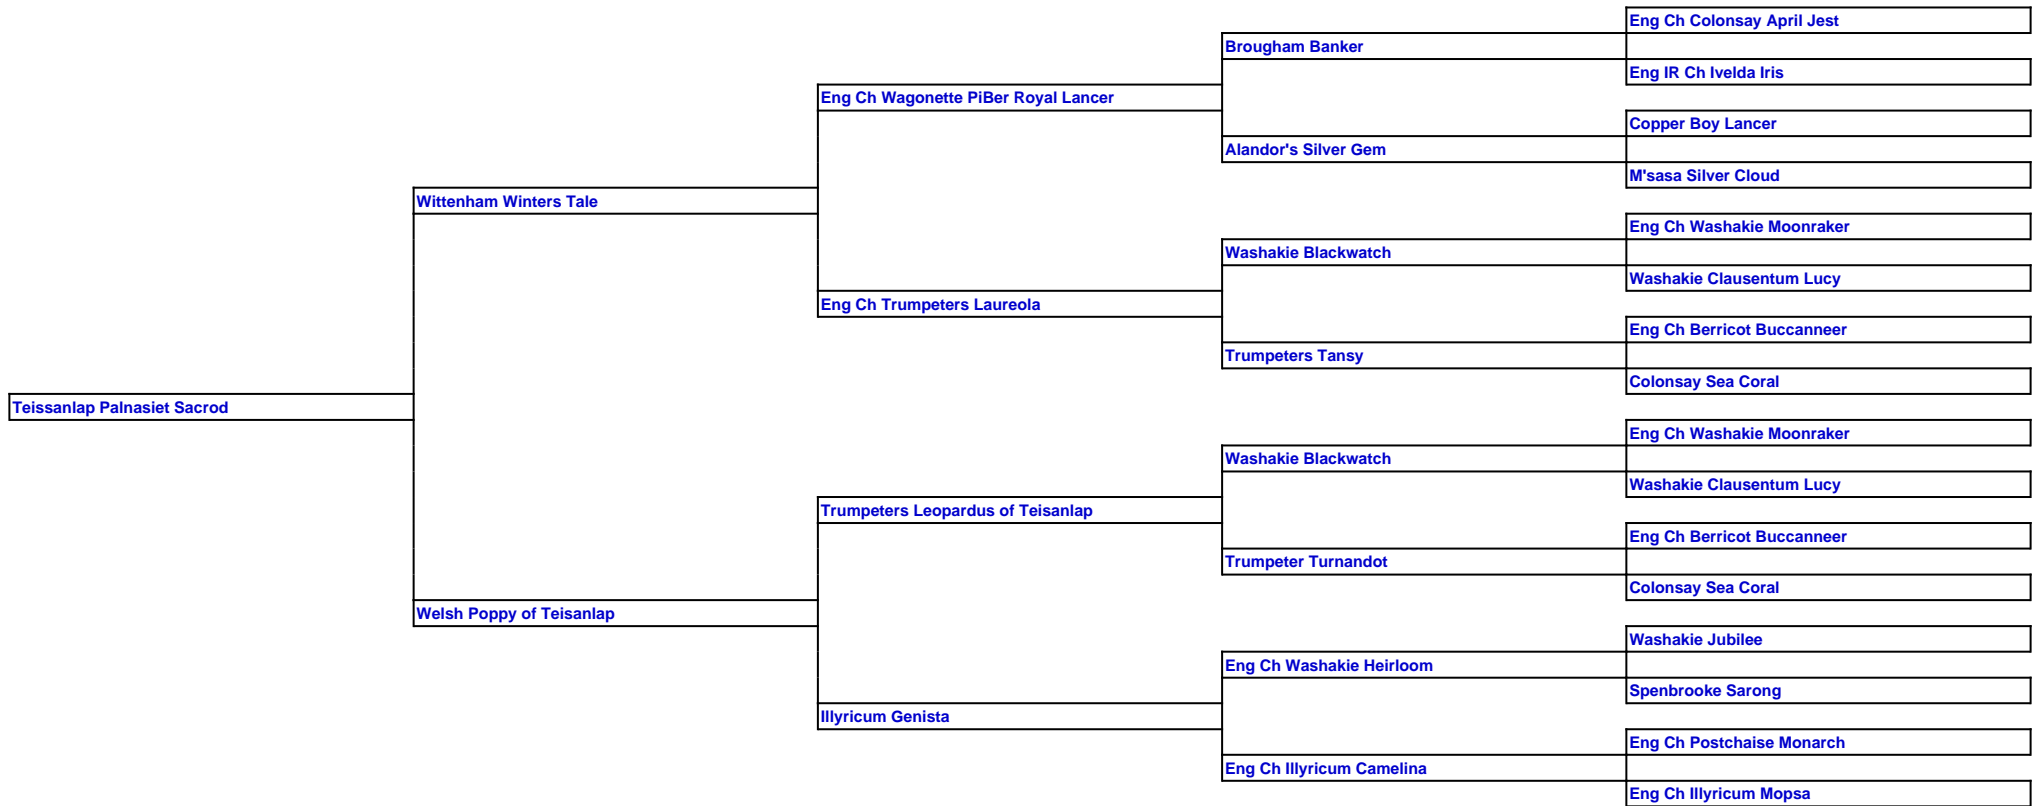 Eng Ch Colonsay April Jest
Brougham Banker
Eng IR Ch Ivelda Iris
Eng Ch Wagonette PiBer Royal Lancer
Copper Boy Lancer
Alandor's Silver Gem
M'sasa Silver Cloud
Wittenham Winters Tale
Eng Ch Washakie Moonraker
Washakie Blackwatch
Washakie Clausentum Lucy
Eng Ch Trumpeters Laureola
Eng Ch Berricot Buccanneer
Trumpeters Tansy
Colonsay Sea Coral
Teissanlap Palnasiet Sacrod
Eng Ch Washakie Moonraker
Washakie Blackwatch
Washakie Clausentum Lucy
Trumpeters Leopardus of Teisanlap
Eng Ch Berricot Buccanneer
Trumpeter Turnandot
Colonsay Sea Coral
Welsh Poppy of Teisanlap
Washakie Jubilee
Eng Ch Washakie Heirloom
Spenbrooke Sarong
Illyricum Genista
Eng Ch Postchaise Monarch
Eng Ch Illyricum Camelina
Eng Ch Illyricum Mopsa